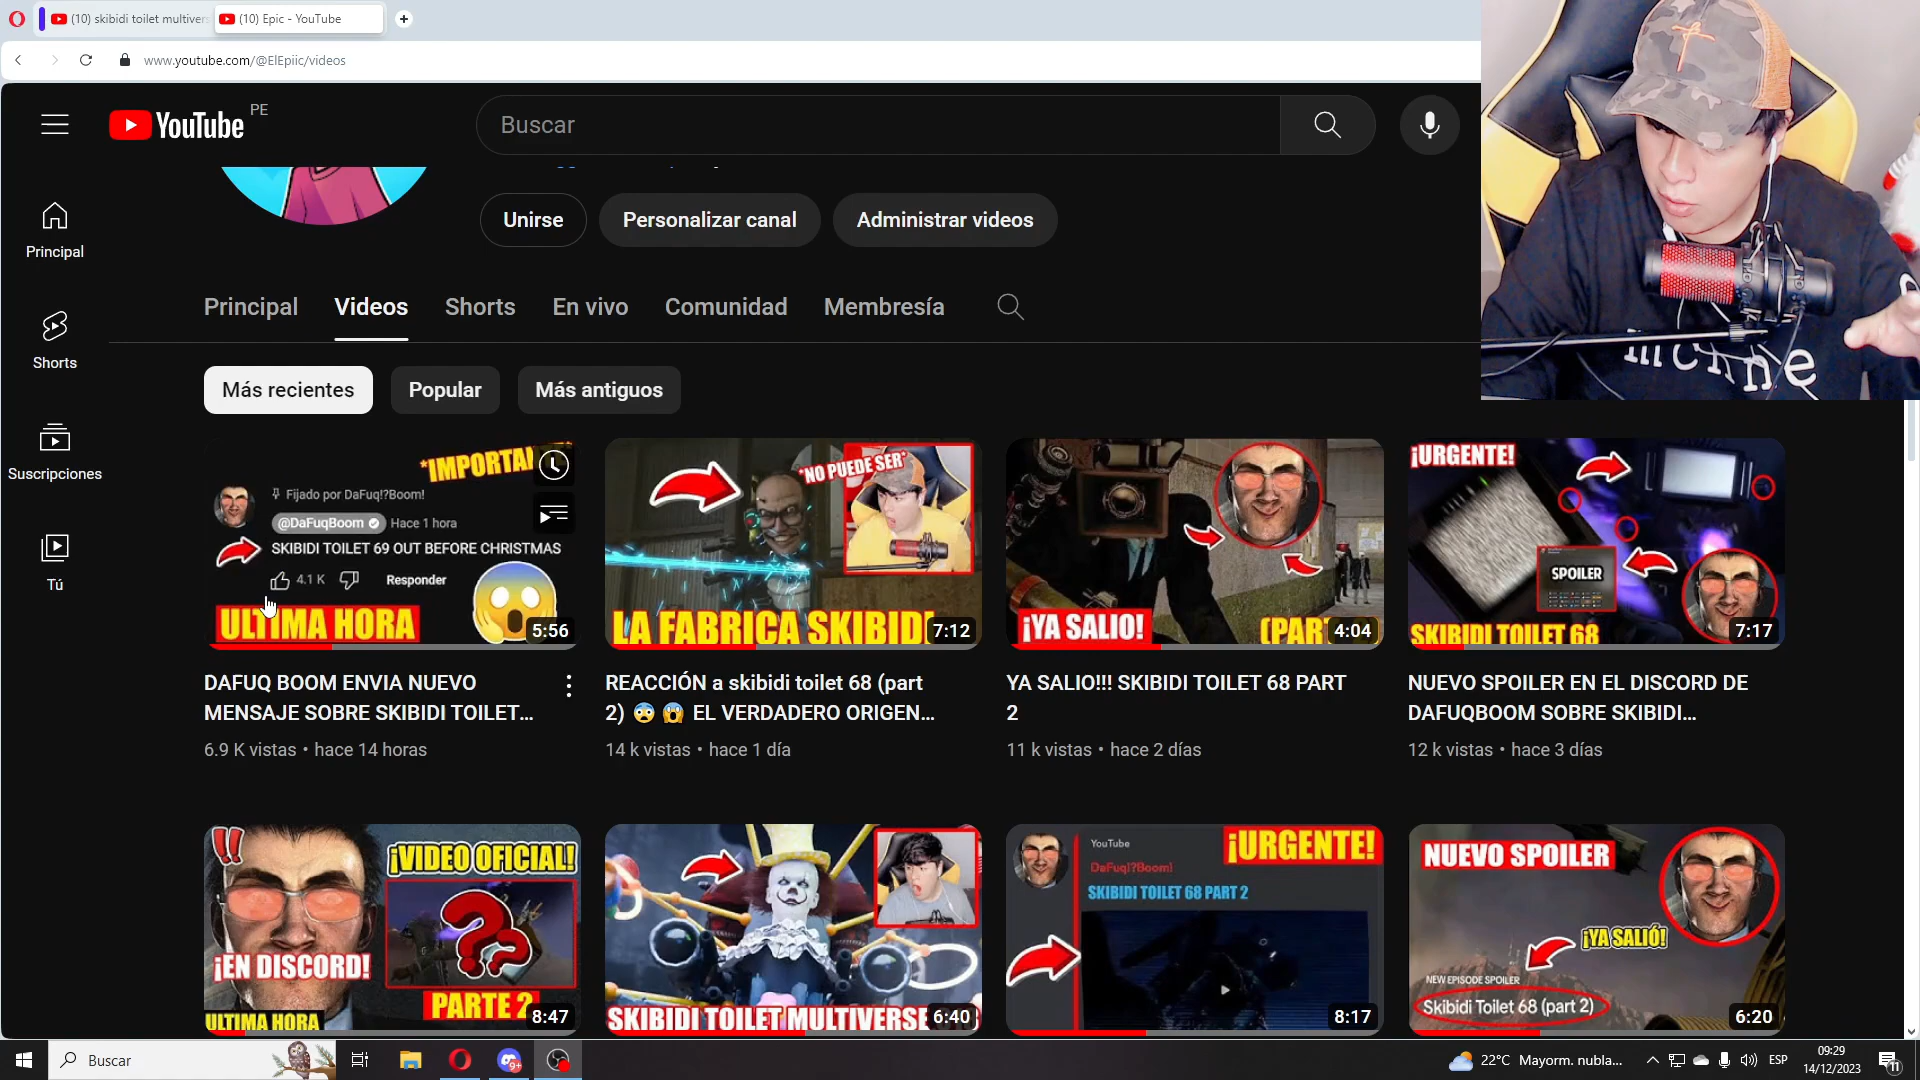 (10) skibidi toilet multivers
(10) Epic - YouTube
www.youtube.com/@ElEpiic/videos
YouTube PE
Buscar
Unirse
Personalizar canal
Administrar videos
Principal
Shorts
Suscripciones
Tú
Principal
Videos
Shorts
En vivo
Comunidad
Membresía
Más recientes
Popular
Más antiguos
*IMPORTAN
Fijado por DaFuq!?Boom!
@DaFuqBoom Hace 1 hora
SKIBIDI TOILET 69 OUT BEFORE CHRISTMAS
4.1 K Responder
ULTIMA HORA
5:56
DAFUQ BOOM ENVIA NUEVO
MENSAJE SOBRE SKIBIDI TOILET...
6.9 K vistas • hace 14 horas
*NO PUEDE SER*
LA FABRICA SKIBIDI
7:12
REACCIÓN a skibidi toilet 68 (part
2) 😨 😱 EL VERDADERO ORIGEN...
14 k vistas • hace 1 día
¡YA SALIO!
(PAR
4:04
YA SALIO!!! SKIBIDI TOILET 68 PART
2
11 k vistas • hace 2 días
¡URGENTE!
SPOILER
SKIBIDI TOILET 68
7:17
NUEVO SPOILER EN EL DISCORD DE
DAFUQBOOM SOBRE SKIBIDI...
12 k vistas • hace 3 días
!!
¡VIDEO OFICIAL!
??
¡EN DISCORD!
PARTE 2
ULTIMA HORA
8:47
SKIBIDI TOILET MULTIVERSE
6:40
YouTube
DaFuq!?Boom!
SKIBIDI TOILET 68 PART 2
¡URGENTE!
8:17
NUEVO SPOILER
¡YA SALIÓ!
NEW EPISODE SPOILER
Skibidi Toilet 68 (part 2)
6:20
Buscar
9+
22°C Mayorm. nubla...
ESP
09:29
14/12/2023
11